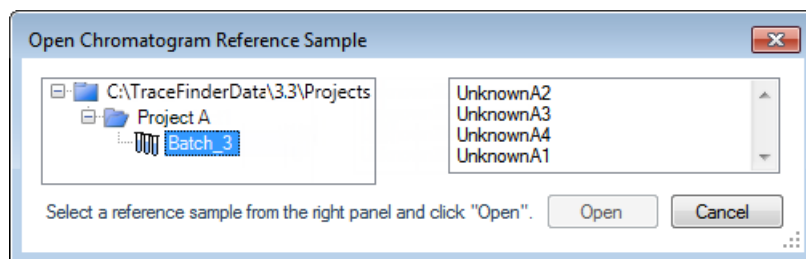 Open Chromatogram Reference Sample
C:\TraceFinderData\3.3\Projects
Project A
Batch_3
UnknownA2
UnknownA3
UnknownA4
UnknownA1
Select a reference sample from the right panel and click "Open".
Open
Cancel